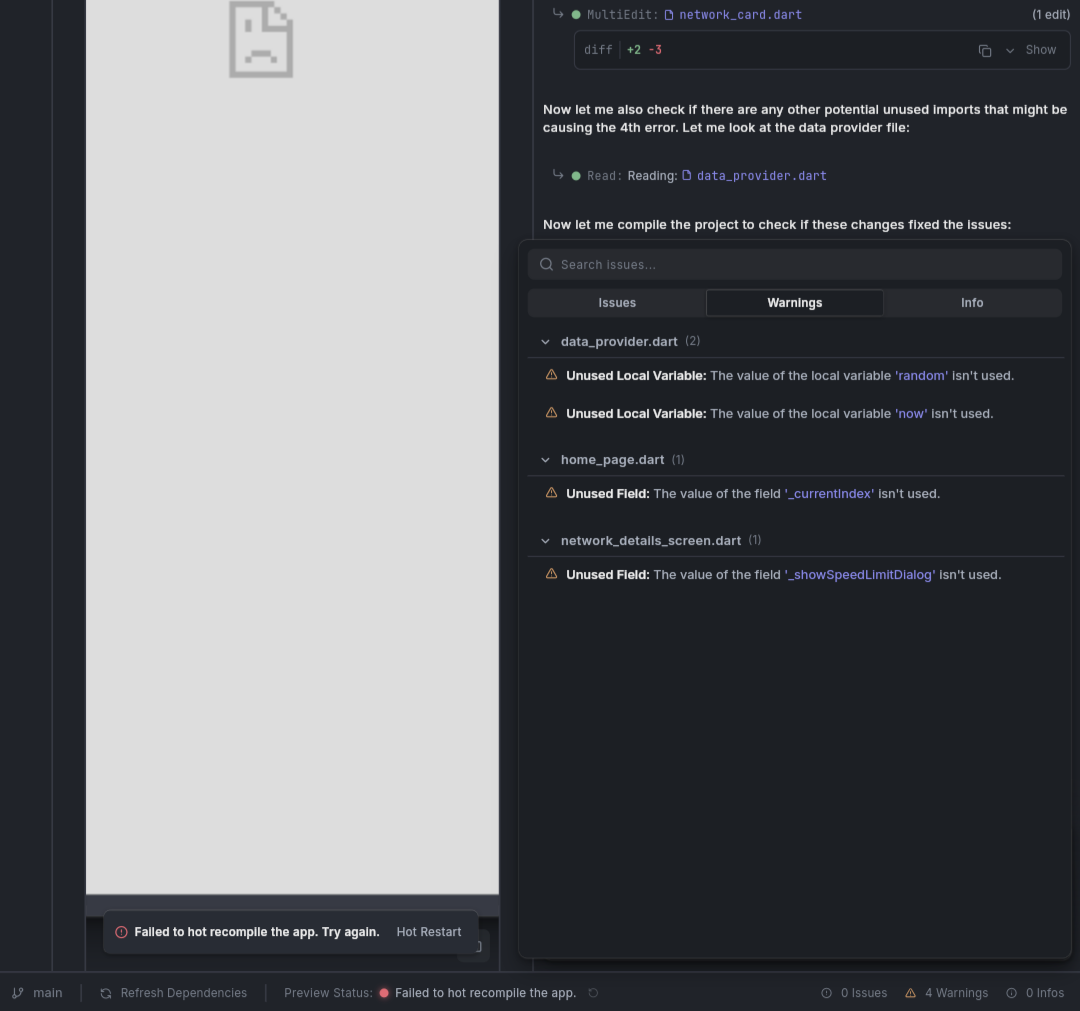 MultiEdit: network_card.dart (1 edit)
diff +2 -3 Show
Now let me also check if there are any other potential unused imports that might be
causing the 4th error. Let me look at the data provider file:
Read: Reading: data_provider.dart
Now let me compile the project to check if these changes fixed the issues:
Search issues...
Issues Warnings Info
data_provider.dart (2)
Unused Local Variable: The value of the local variable 'random' isn't used.
Unused Local Variable: The value of the local variable 'now' isn't used.
home_page.dart (1)
Unused Field: The value of the field '_currentIndex' isn't used.
network_details_screen.dart (1)
Unused Field: The value of the field '_showSpeedLimitDialog' isn't used.
Failed to hot recompile the app. Try again. Hot Restart
main Refresh Dependencies Preview Status: Failed to hot recompile the app. 0 Issues 4 Warnings 0 Infos